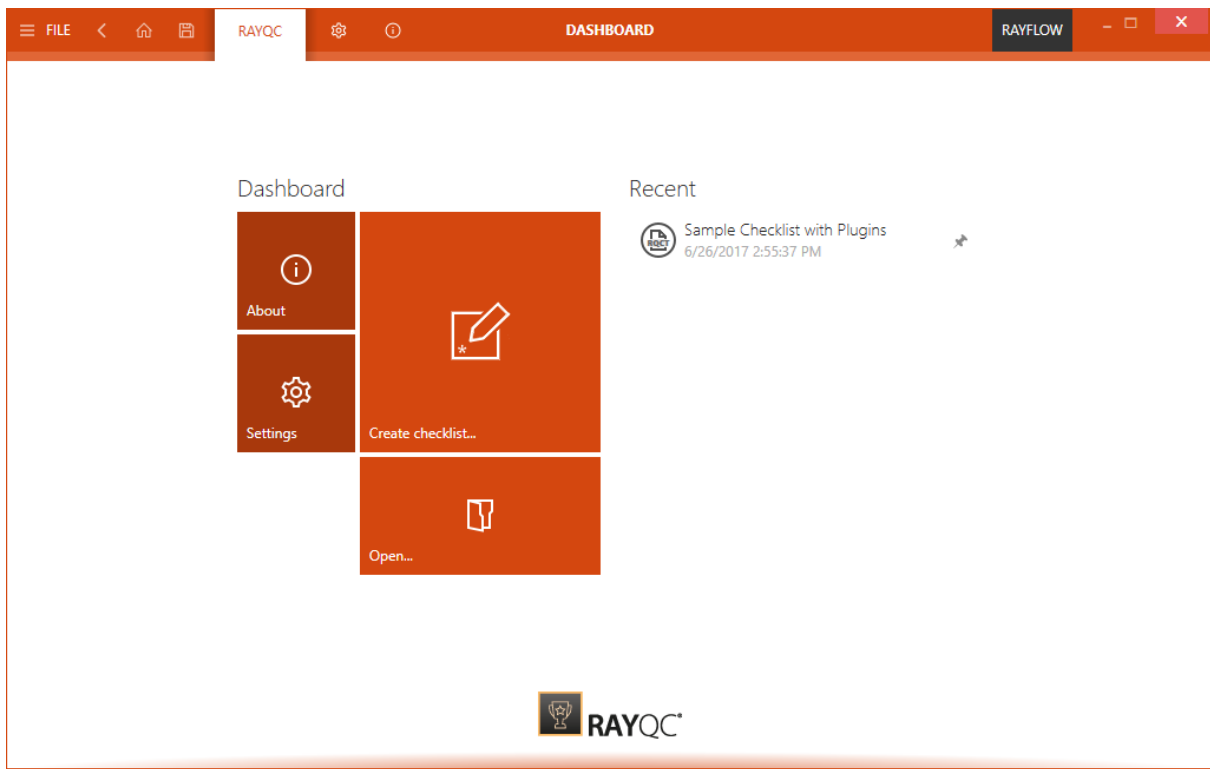 FILE
RAYQC
DASHBOARD
RAYFLOW
Dashboard
Recent
About
Settings
Create checklist...
Open...
RQCT
Sample Checklist with Plugins
6/26/2017 2:55:37 PM
RAYQC